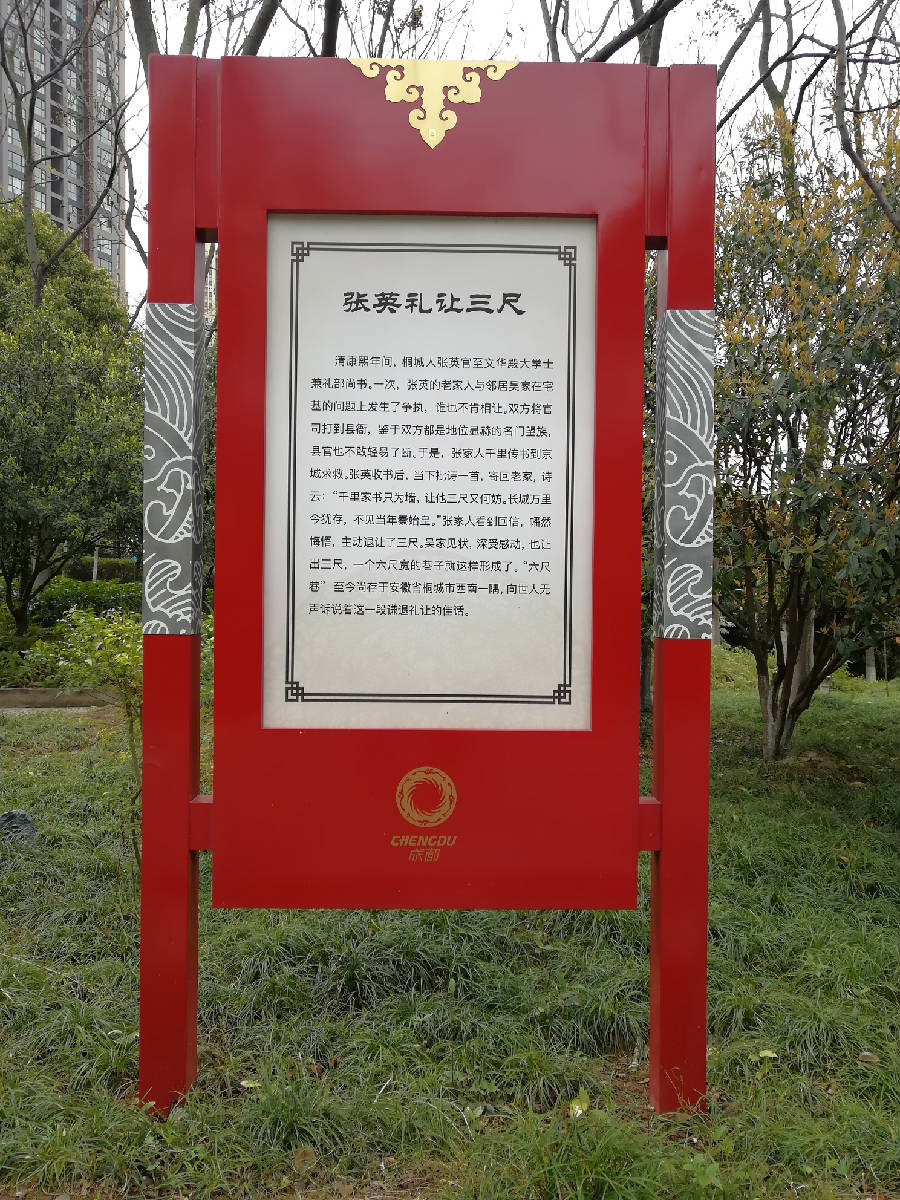 张英礼让三尺
清康熙年间，桐城人张英官至文华殿大学士
兼礼部尚书。一次，张英的老家人与邻居吴家在宅
基的问题上发生了争执，谁也不肯相让。双方将官
司打到县衙，鉴于双方都是地位显赫的名门望族，
县官也不敢轻易了断。于是，张家人千里传书到京
城求救。张英收书后，当下批诗一首，寄回老家，诗
云：“千里家书只为墙，让他三尺又何妨。长城万里
今犹存，不见当年秦始皇。”张家人看到回信，幡然
悔悟，主动退让了三尺。吴家见状，深受感动，也让
出三尺，一个六尺宽的巷子就这样形成了。“六尺
巷”至今尚存于安徽省桐城市西南一隅，向世人无
声诉说着这一段谦退礼让的佳话。
CHENGDU
成都